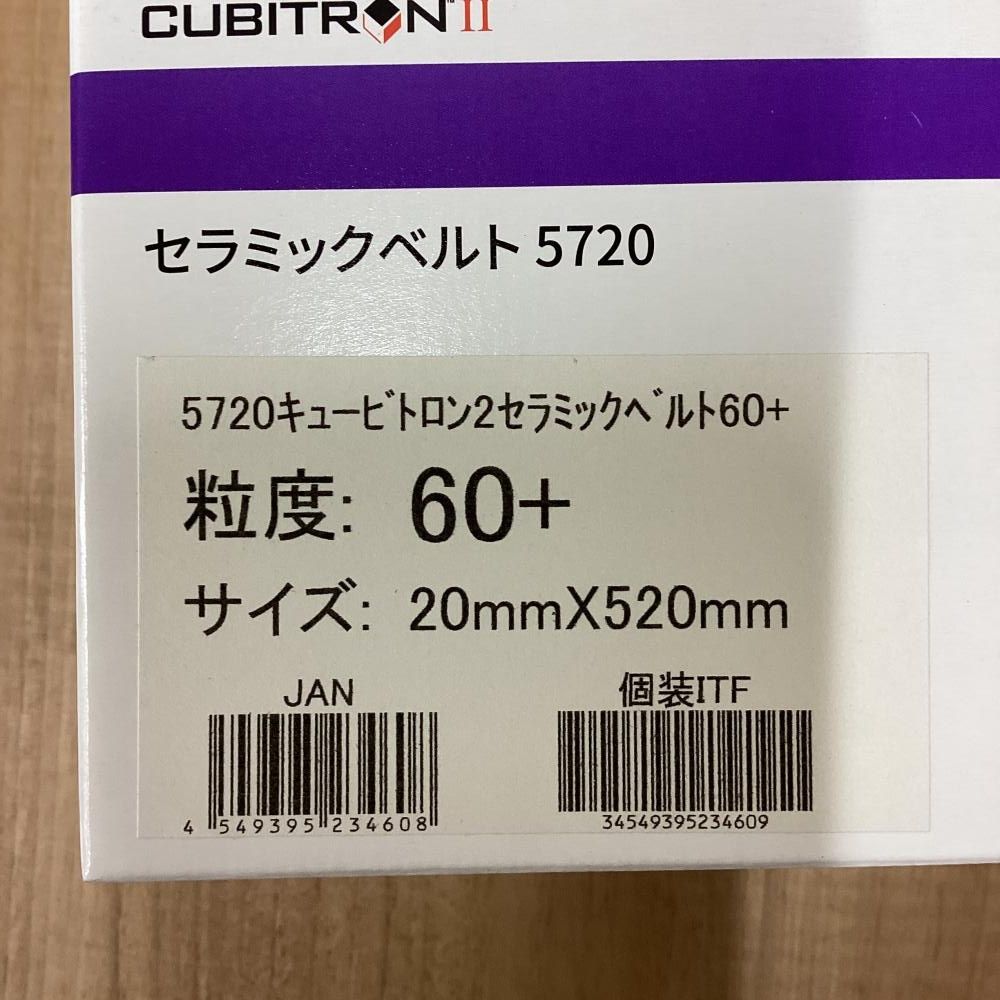 CUBITRON™ II
セラミックベルト 5720
5720キュービトロン2セラミックベルト60+
粒度: 60+
サイズ: 20mmX520mm
JAN 個装ITF
4 549395 234608 34549395234609